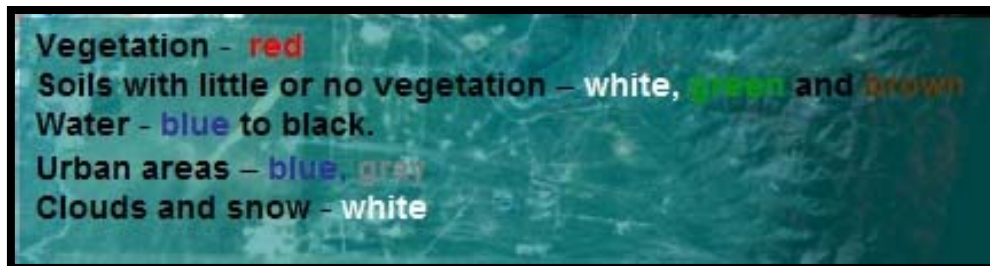 Vegetation - red
Soils with little or no vegetation – white, green and brown
Water - blue to black.
Urban areas – blue, grey
Clouds and snow - white